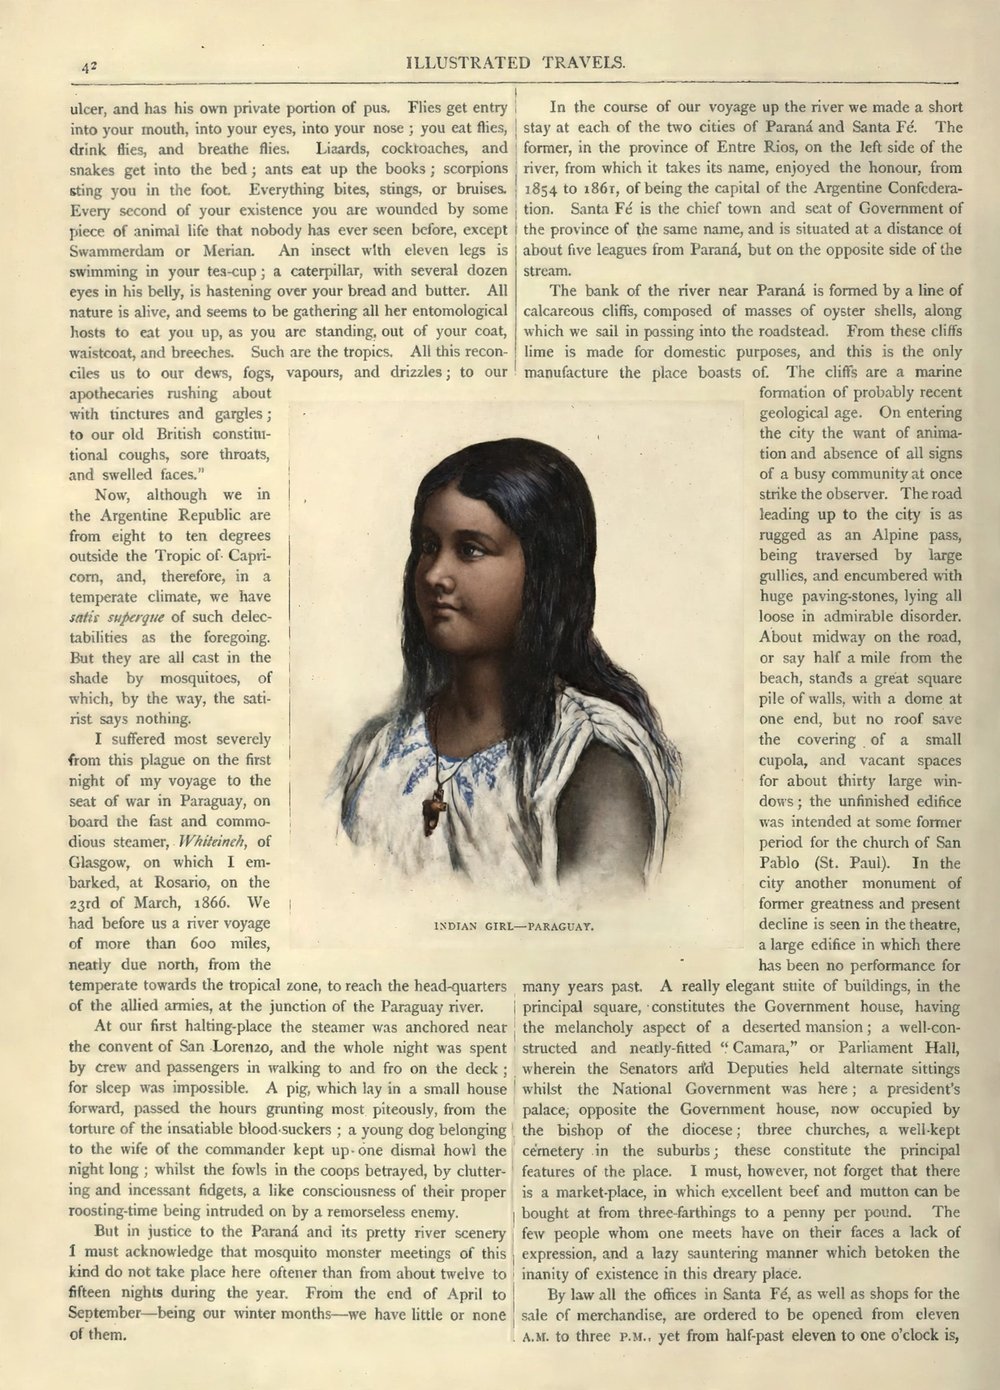 42
ILLUSTRATED TRAVELS.
ulcer, and has his own private portion of pus. Flies get entry
into your mouth, into your eyes, into your nose ; you eat flies,
drink flies, and breathe flies. Lizards, cockroaches, and
snakes get into the bed ; ants eat up the books ; scorpions
sting you in the foot. Everything bites, stings, or bruises.
Every second of your existence you are wounded by some
piece of animal life that nobody has ever seen before, except
Swammerdam or Merian. An insect with eleven legs is
swimming in your tea-cup ; a caterpillar, with several dozen
eyes in his belly, is hastening over your bread and butter. All
nature is alive, and seems to be gathering all her entomological
hosts to eat you up, as you are standing, out of your coat,
waistcoat, and breeches. Such are the tropics. All this recon-
ciles us to our dews, fogs, vapours, and drizzles ; to our
apothecaries rushing about
with tinctures and gargles ;
to our old British constitu-
tional coughs, sore throats,
and swelled faces."
Now, although we in
the Argentine Republic are
from eight to ten degrees
outside the Tropic of Capri-
corn, and, therefore, in a
temperate climate, we have
satis superque of such delec-
tabilities as the foregoing.
But they are all cast in the
shade by mosquitoes, of
which, by the way, the sati-
rist says nothing.
I suffered most severely
from this plague on the first
night of my voyage to the
seat of war in Paraguay, on
board the fast and commo-
dious steamer, Whiteinch, of
Glasgow, on which I em-
barked, at Rosario, on the
23rd of March, 1866. We
had before us a river voyage
of more than 600 miles,
neatly due north, from the
temperate towards the tropical zone, to reach the head-quarters
of the allied armies, at the junction of the Paraguay river.
At our first halting-place the steamer was anchored near
the convent of San Lorenzo, and the whole night was spent
by crew and passengers in walking to and fro on the deck ;
for sleep was impossible. A pig, which lay in a small house
forward, passed the hours grunting most piteously, from the
torture of the insatiable blood-suckers ; a young dog belonging
to the wife of the commander kept up one dismal howl the
night long ; whilst the fowls in the coops betrayed, by clutter-
ing and incessant fidgets, a like consciousness of their proper
roosting-time being intruded on by a remorseless enemy.
But in justice to the Paraná and its pretty river scenery
I must acknowledge that mosquito monster meetings of this
kind do not take place here oftener than from about twelve to
fifteen nights during the year. From the end of April to
September—being our winter months—we have little or none
of them.
INDIAN GIRL—PARAGUAY.
In the course of our voyage up the river we made a short
stay at each of the two cities of Paraná and Santa Fé. The
former, in the province of Entre Rios, on the left side of the
river, from which it takes its name, enjoyed the honour, from
1854 to 1861, of being the capital of the Argentine Confedera-
tion. Santa Fé is the chief town and seat of Government of
the province of the same name, and is situated at a distance of
about five leagues from Paraná, but on the opposite side of the
stream.
The bank of the river near Paraná is formed by a line of
calcareous cliffs, composed of masses of oyster shells, along
which we sail in passing into the roadstead. From these cliffs
lime is made for domestic purposes, and this is the only
manufacture the place boasts of. The cliffs are a marine
formation of probably recent
geological age. On entering
the city the want of anima-
tion and absence of all signs
of a busy community at once
strike the observer. The road
leading up to the city is as
rugged as an Alpine pass,
being traversed by large
gullies, and encumbered with
huge paving-stones, lying all
loose in admirable disorder.
About midway on the road,
or say half a mile from the
beach, stands a great square
pile of walls, with a dome at
one end, but no roof save
the covering of a small
cupola, and vacant spaces
for about thirty large win-
dows ; the unfinished edifice
was intended at some former
period for the church of San
Pablo (St. Paul). In the
city another monument of
former greatness and present
decline is seen in the theatre,
a large edifice in which there
has been no performance for
many years past. A really elegant suite of buildings, in the
principal square, constitutes the Government house, having
the melancholy aspect of a deserted mansion ; a well-con-
structed and neatly-fitted "Camara," or Parliament Hall,
wherein the Senators and Deputies held alternate sittings
whilst the National Government was here ; a president's
palace, opposite the Government house, now occupied by
the bishop of the diocese ; three churches, a well-kept
cemetery in the suburbs ; these constitute the principal
features of the place. I must, however, not forget that there
is a market-place, in which excellent beef and mutton can be
bought at from three-farthings to a penny per pound. The
few people whom one meets have on their faces a lack of
expression, and a lazy sauntering manner which betoken the
inanity of existence in this dreary place.
By law all the offices in Santa Fé, as well as shops for the
sale of merchandise, are ordered to be opened from eleven
A.M. to three P.M., yet from half-past eleven to one o'clock is,